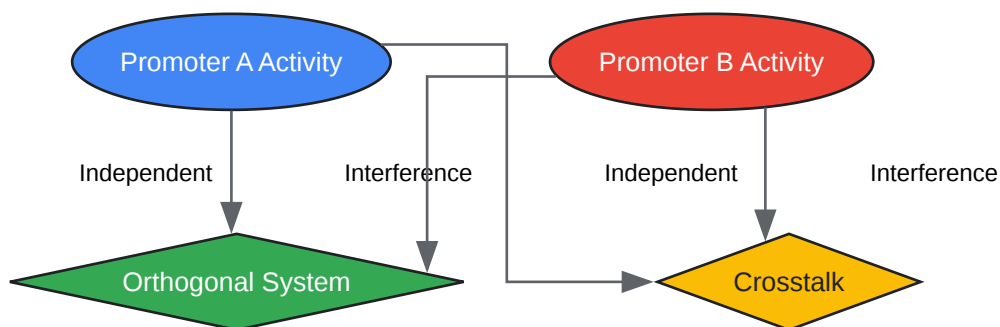 Promoter A Activity
Promoter B Activity
Independent
Interference
Independent
Interference
Orthogonal System
Crosstalk